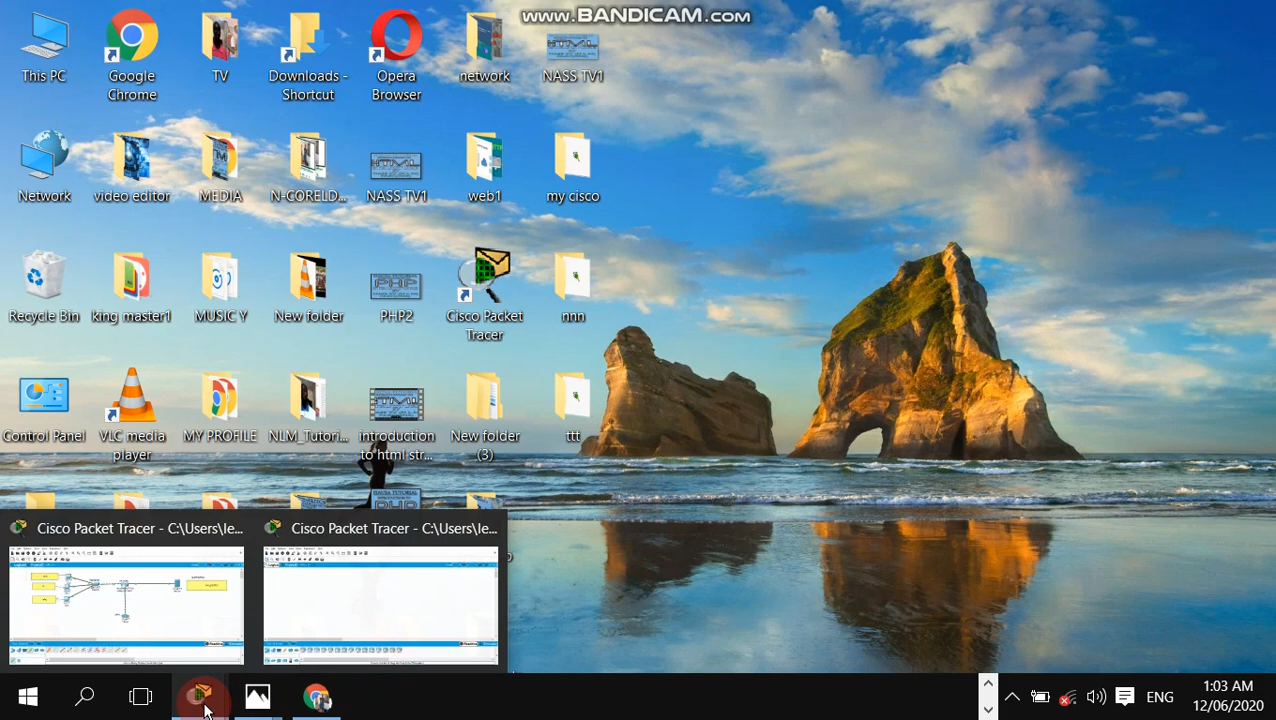 www.BANDICAM.com
This PC
Google
Chrome
TV
Downloads -
Shortcut
Opera
Browser
network
NASS TV1
Network
video editor
MEDIA
N-CORELD...
NASS TV1
web1
my cisco
Recycle Bin
king master1
MUSIC Y
New folder
PHP2
Cisco Packet
Tracer
nnn
Control Panel
VLC media
player
MY PROFILE
NLM_Tutori...
introduction
to html str...
New folder
(3)
ttt
Cisco Packet Tracer - C:\Users\le...
Cisco Packet Tracer - C:\Users\le...
ENG
1:03 AM
12/06/2020